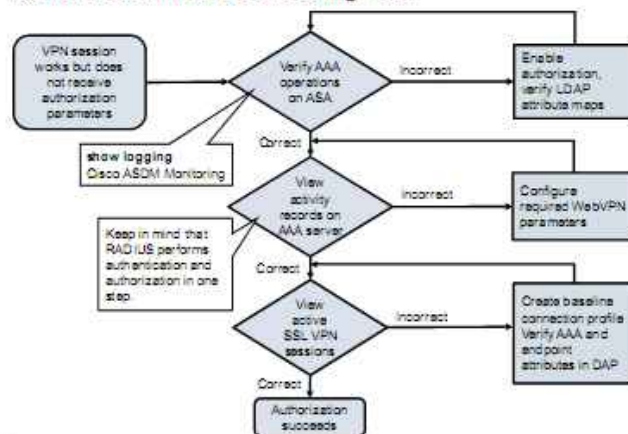 VPN session
works but does
not receive
authorization
parameters
Verify AAA
operations
on ASA
Incorrect
Enable
authorization,
verify LDAP
attribute maps
show logging
Cisco ASDM Monitoring
Correct
View
activity
records on
AAA server
Incorrect
Configure
required WebVPN
parameters
Keep in mind that
RADIUS performs
authentication and
authorization in one
step.
Correct
View
active
SSL VPN
sessions
Incorrect
Create baseline
connection profile
Verify AAA and
endpoint
attributes in DAP
Correct
Authorization
succeeds